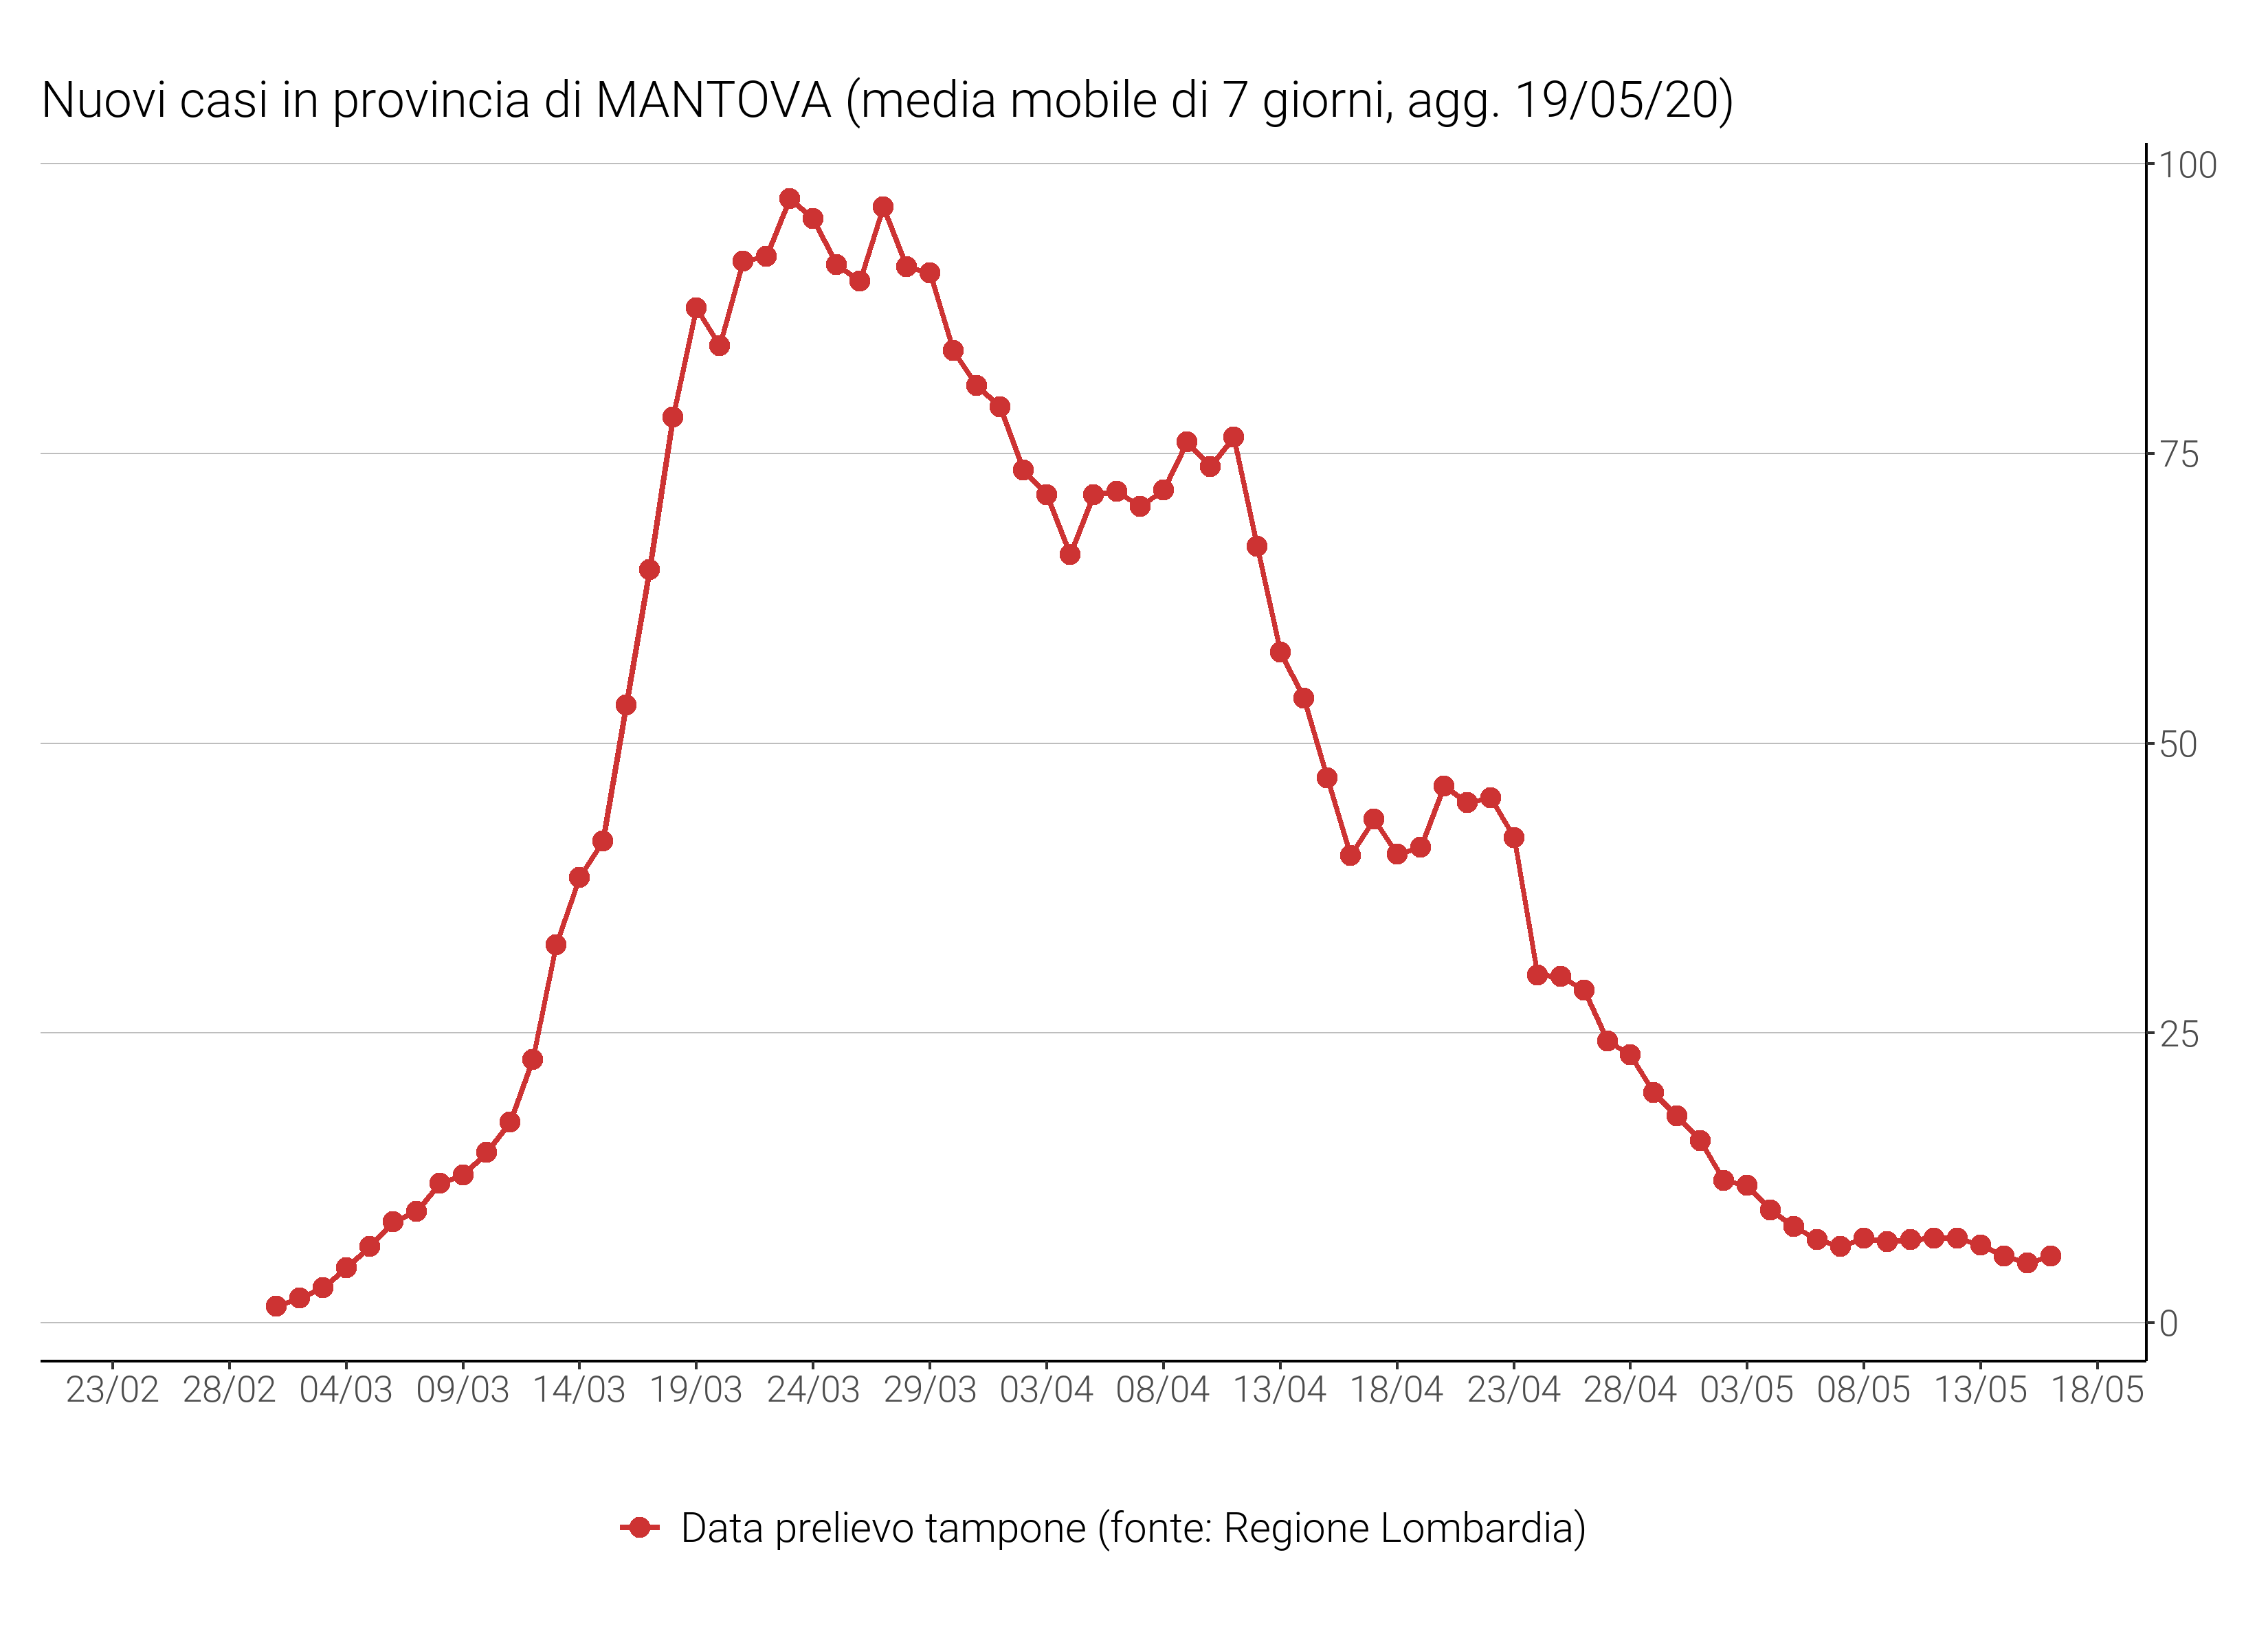 Nuovi casi in provincia di MANTOVA (media mobile di 7 giorni, agg. 19/05/20)
100
75
50
25
0
23/02 28/02 04/03 09/03 14/03 19/03 24/03 29/03 03/04 08/04 13/04 18/04 23/04 28/04 03/05 08/05 13/05 18/05
Data prelievo tampone (fonte: Regione Lombardia)